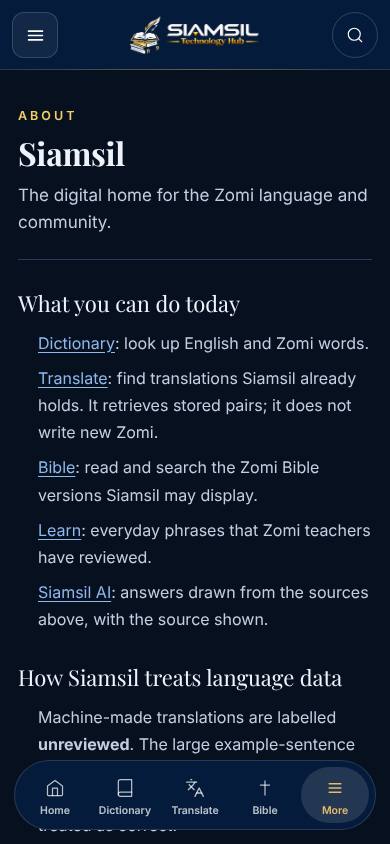 SIAMSIL
Technology Hub
ABOUT
Siamsil
The digital home for the Zomi language and
community.
What you can do today
Dictionary: look up English and Zomi words.
Translate: find translations Siamsil already
holds. It retrieves stored pairs; it does not
write new Zomi.
Bible: read and search the Zomi Bible
versions Siamsil may display.
Learn: everyday phrases that Zomi teachers
have reviewed.
Siamsil AI: answers drawn from the sources
above, with the source shown.
How Siamsil treats language data
Machine-made translations are labelled
unreviewed. The large example-sentence
Home
Dictionary
Translate
Bible
More